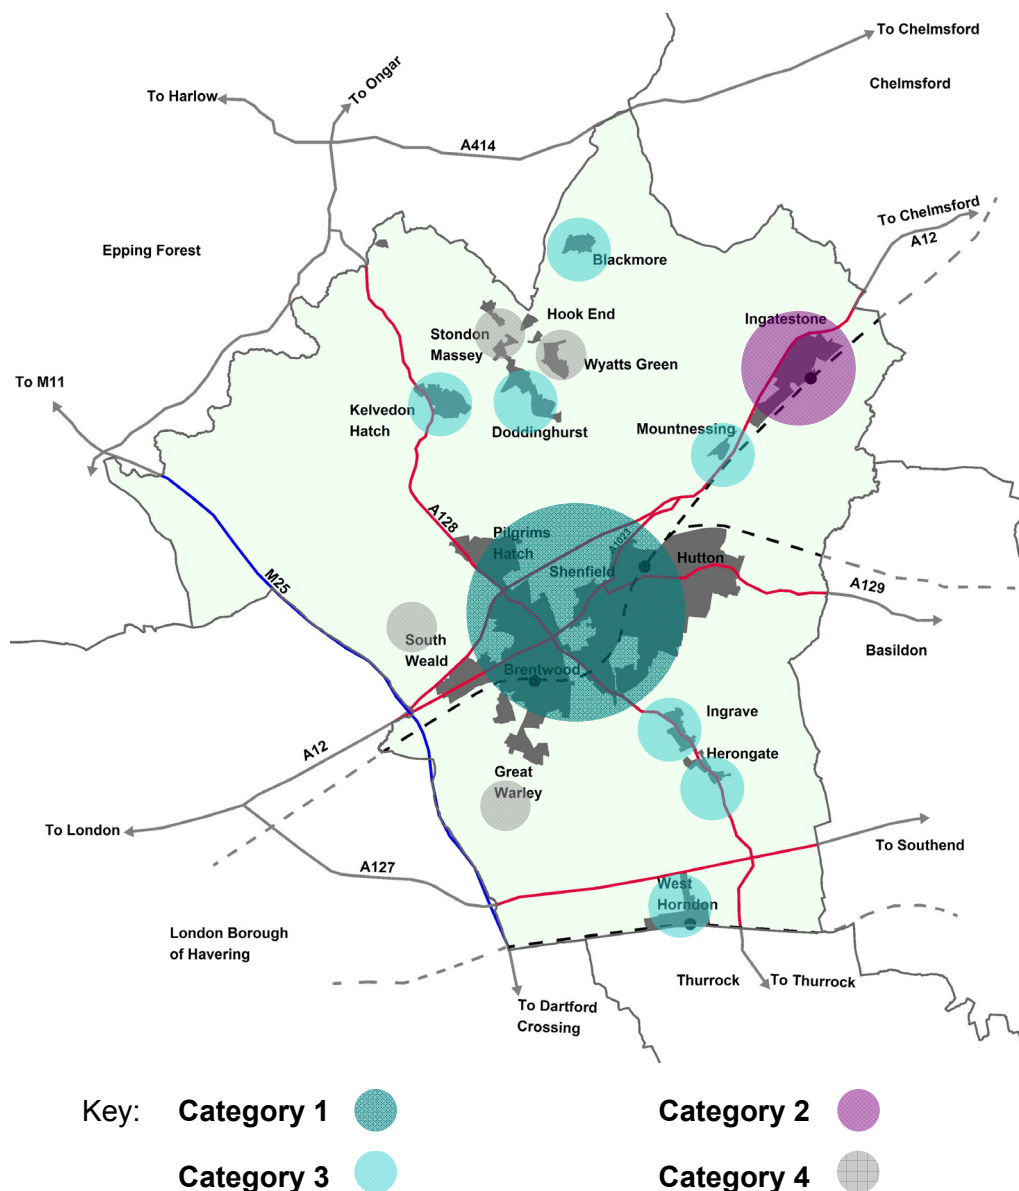 To Chelmsford
Chelmsford
To Ongar
To Harlow
A414
To Chelmsford
A12
Epping Forest
Blackmore
Hook End
Ingatestone
Stondon
Massey
Wyatts Green
To M11
Kelvedon
Hatch
Doddinghurst
Mountnessing
A128
Pilgrims
Hatch
A1023
Shenfield
Hutton
M25
A129
South
Weald
Basildon
Brentwood
Ingrave
A12
Herongate
Great
Warley
To London
To Southend
A127
West
Horndon
London Borough
of Havering
Thurrock
To Thurrock
To Dartford
Crossing
Key:
Category 1
Category 2
Category 3
Category 4